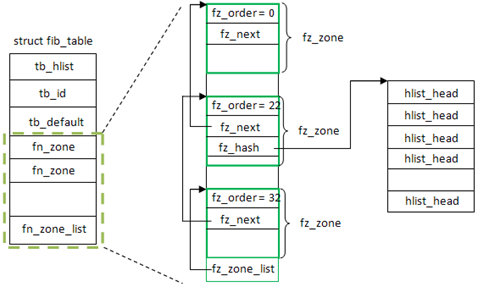 struct fib_table
tb_hlist
tb_id
tb_default
fn_zone
fn_zone
fn_zone_list
fz_order = 0
fz_next
fz_zone
fz_order = 22
fz_next
fz_hash
fz_zone
fz_order = 32
fz_next
fz_zone
fz_zone_list
hlist_head
hlist_head
hlist_head
hlist_head
hlist_head